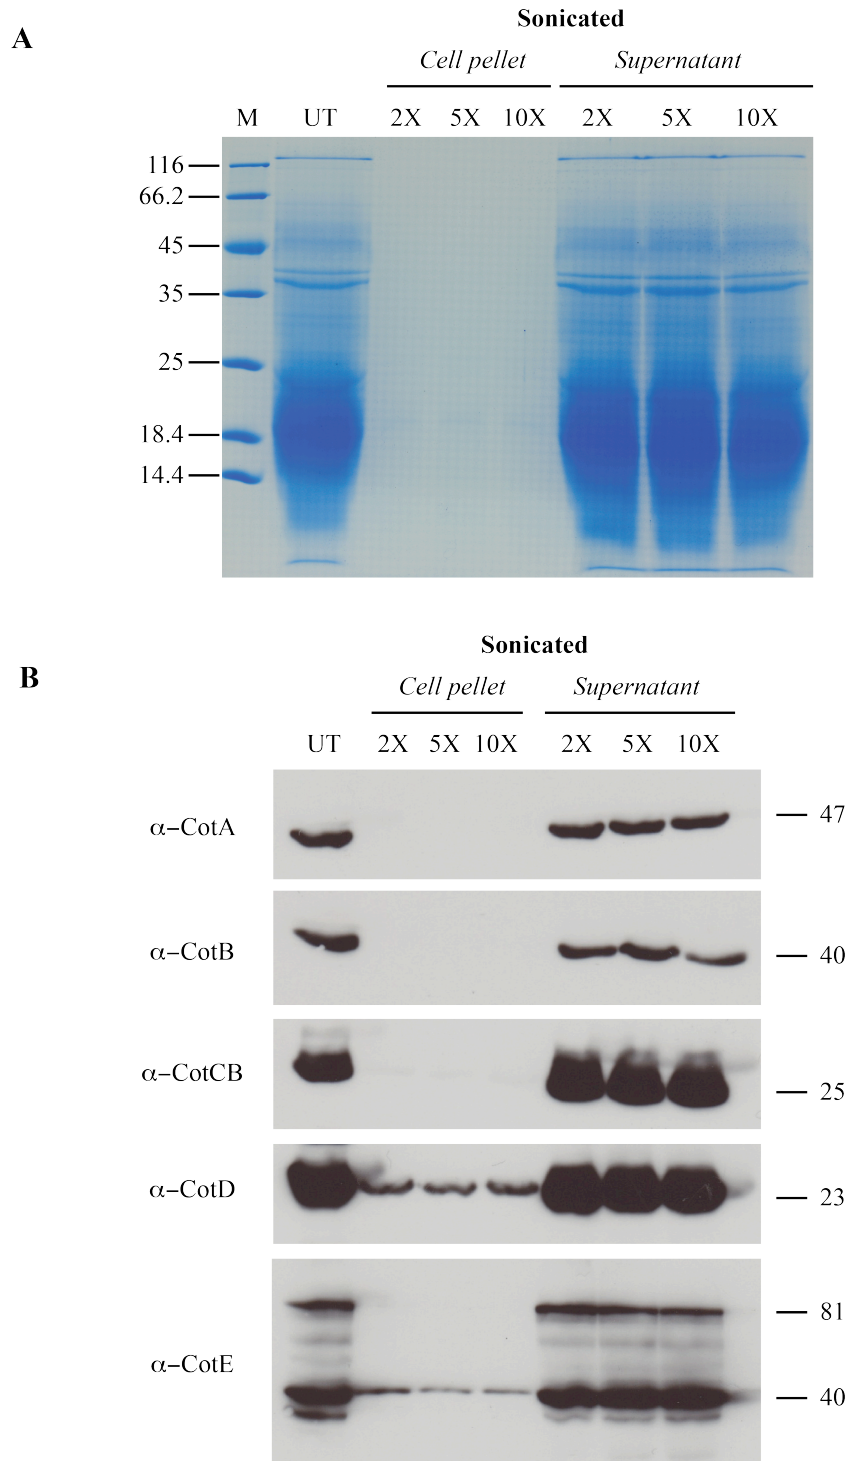 A
Sonicated
Cell pellet Supernatant
M UT 2X 5X 10X 2X 5X 10X
116
66.2
45
35
25
18.4
14.4
B
Sonicated
Cell pellet Supernatant
UT 2X 5X 10X 2X 5X 10X
α–CotA 47
α–CotB 40
α–CotCB 25
α–CotD 23
81
α–CotE
40